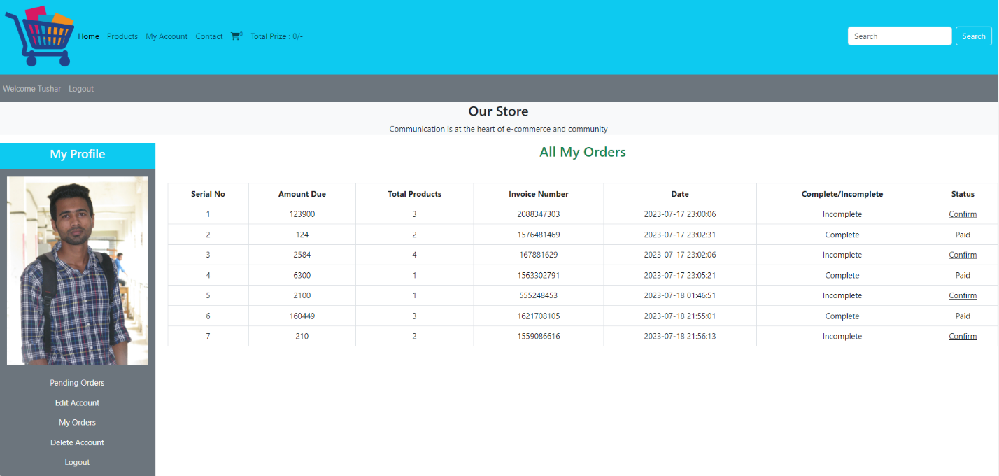 Home Products My Account Contact 0 Total Prize : 0/- Search Search
Welcome Tushar Logout
Our Store
Communication is at the heart of e-commerce and community
My Profile
Pending Orders
Edit Account
My Orders
Delete Account
Logout
All My Orders
Serial No Amount Due Total Products Invoice Number Date Complete/Incomplete Status
1 123900 3 2088347303 2023-07-17 23:00:06 Incomplete Confirm
2 124 2 1576481469 2023-07-17 23:02:31 Complete Paid
3 2584 4 167881629 2023-07-17 23:02:06 Incomplete Confirm
4 6300 1 1563302791 2023-07-17 23:05:21 Complete Paid
5 2100 1 555248453 2023-07-18 01:46:51 Incomplete Confirm
6 160449 3 1621708105 2023-07-18 21:55:01 Complete Paid
7 210 2 1559086616 2023-07-18 21:56:13 Incomplete Confirm